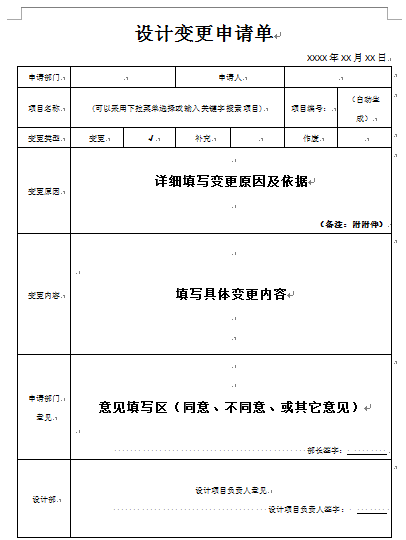 设计变更申请单
XXXX 年 XX 月 XX 日
申请部门 申请人
项目名称 (可以采用下拉菜单选择或输入关键字搜索项目) 项目编号: (自动生成)
变更类型 变更 √ 补充 作废
变更原因
详细填写变更原因及依据
(备注:附附件)
变更内容
填写具体变更内容
申请部门意见
意见填写区(同意、不同意、或其它意见)
部长签字:
设计部
设计项目负责人意见
设计项目负责人签字: